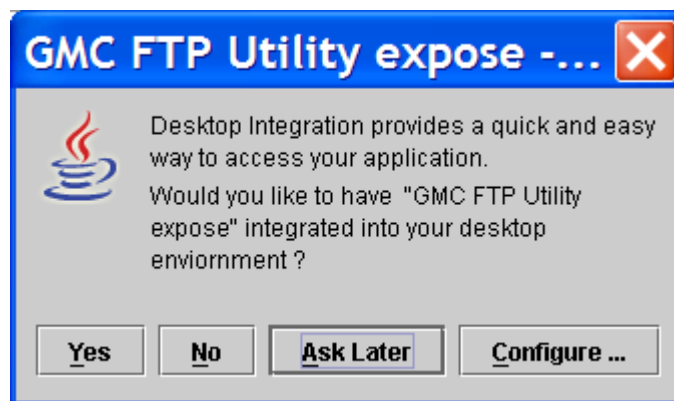 GMC FTP Utility expose -...
Desktop Integration provides a quick and easy
way to access your application.
Would you like to have "GMC FTP Utility
expose" integrated into your desktop
enviornment ?
Yes No Ask Later Configure ...